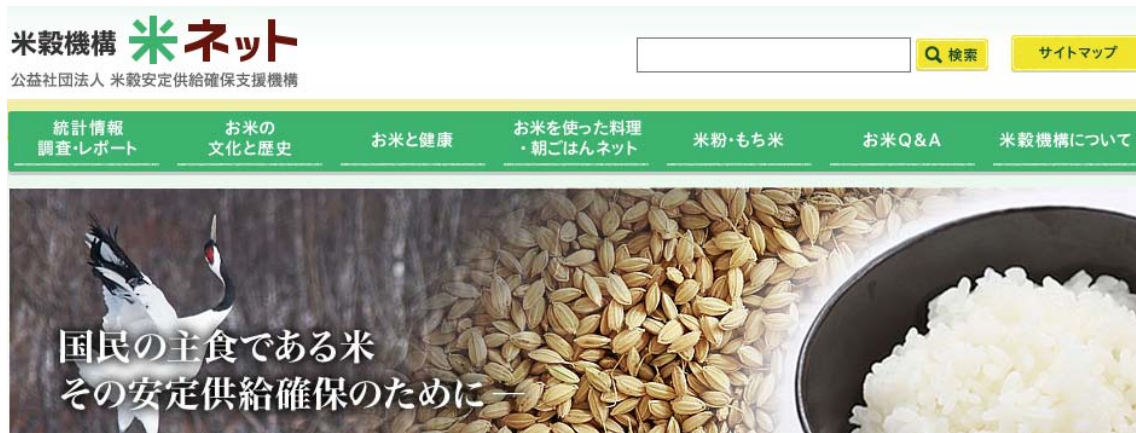 米穀機構 米ネット
公益社団法人 米穀安定供給確保支援機構
検索
サイトマップ
統計情報
調査・レポート
お米の
文化と歴史
お米と健康
お米を使った料理
・朝ごはんネット
米粉・もち米
お米Q&A
米穀機構について
国民の主食である米
その安定供給確保のために ―